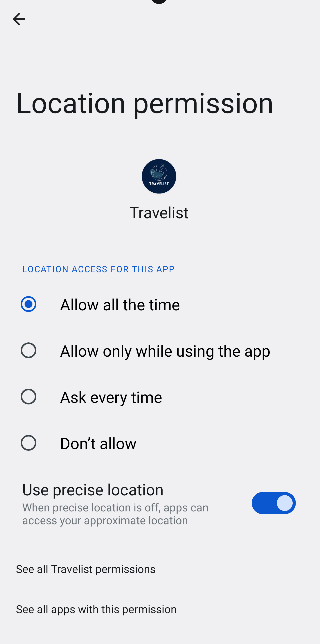 Location permission
TRAVELIST
Travelist
LOCATION ACCESS FOR THIS APP
Allow all the time
Allow only while using the app
Ask every time
Don’t allow
Use precise location
When precise location is off, apps can
access your approximate location
See all Travelist permissions
See all apps with this permission